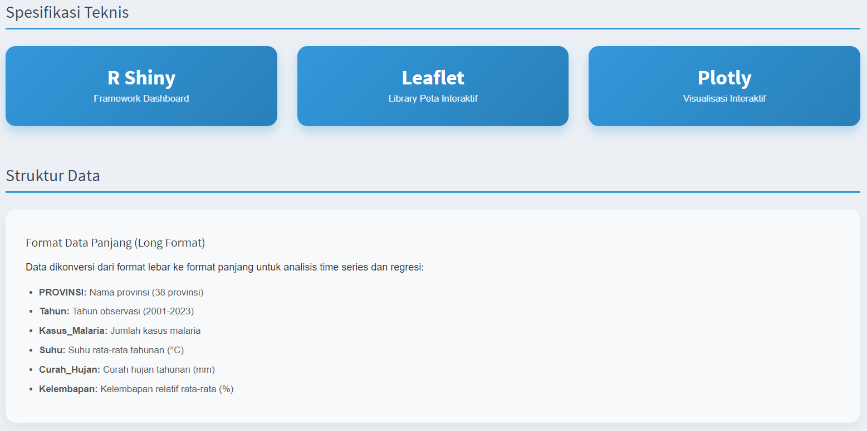 Spesifikasi Teknis
R Shiny
Framework Dashboard
Leaflet
Library Peta Interaktif
Plotly
Visualisasi Interaktif
Struktur Data
Format Data Panjang (Long Format)
Data dikonversi dari format lebar ke format panjang untuk analisis time series dan regresi:
• PROVINSI: Nama provinsi (38 provinsi)
• Tahun: Tahun observasi (2001-2023)
• Kasus_Malaria: Jumlah kasus malaria
• Suhu: Suhu rata-rata tahunan (°C)
• Curah_Hujan: Curah hujan tahunan (mm)
• Kelembapan: Kelembapan relatif rata-rata (%)